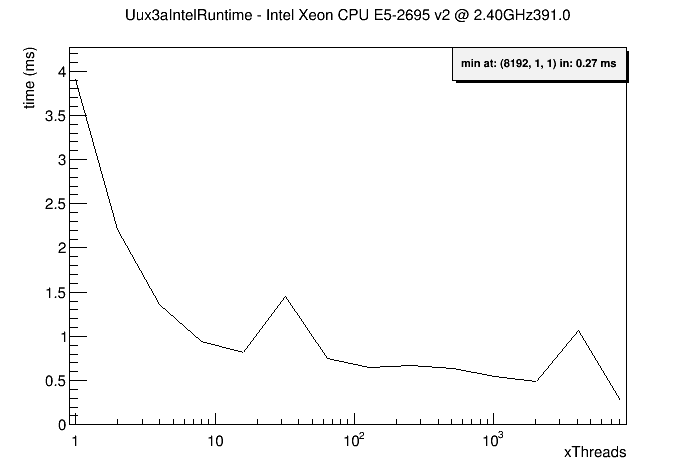 Uux3aIntelRuntime - Intel Xeon CPU E5-2695 v2 @ 2.40GHz391.0
min at: (8192, 1, 1) in: 0.27 ms
time (ms)
4
3.5
3
2.5
2
1.5
1
0.5
0
1 10 10² 10³
xThreads